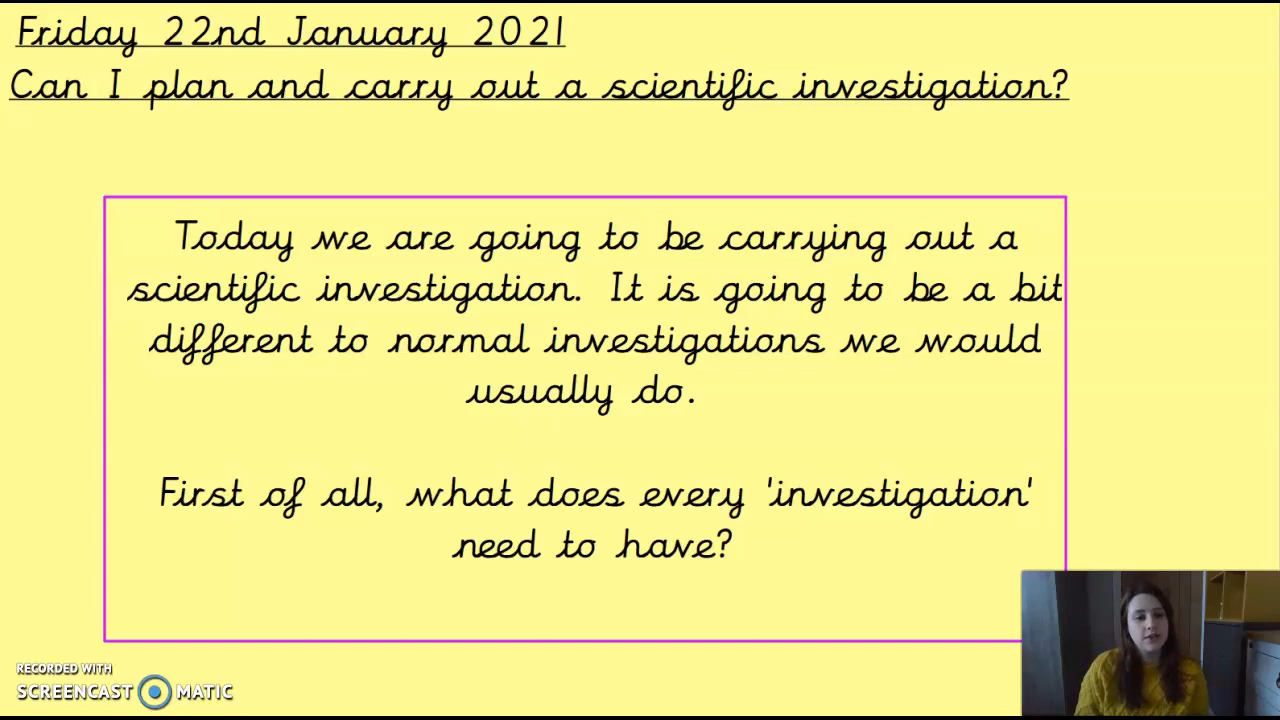 Friday 22nd January 2021
Can I plan and carry out a scientific investigation?
Today we are going to be carrying out a
scientific investigation. It is going to be a bit
different to normal investigations we would
usually do.
First of all, what does every 'investigation'
need to have?
RECORDED WITH
SCREENCAST MATIC